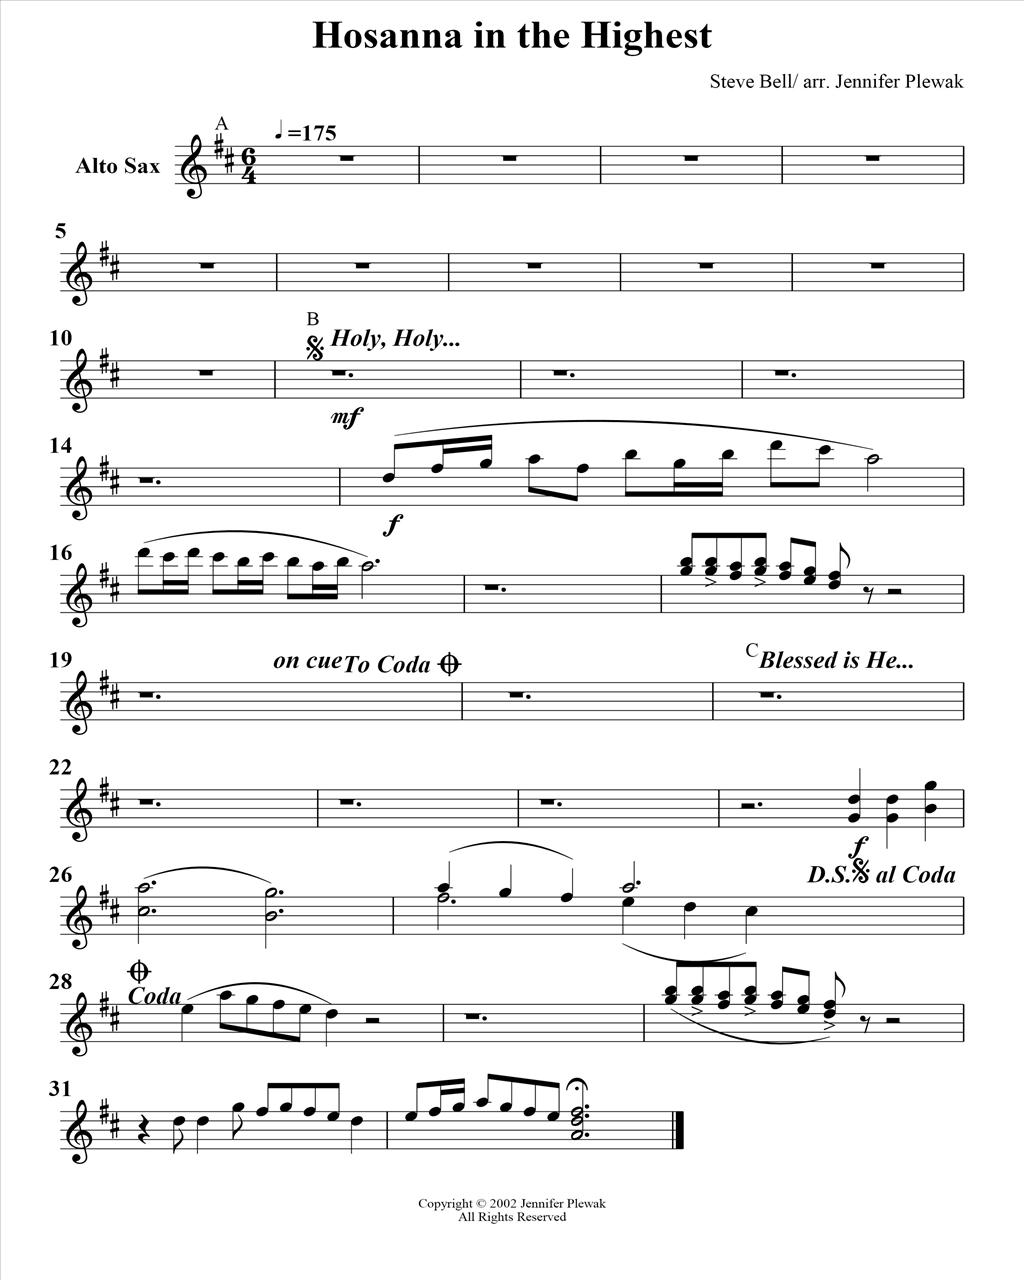 Hosanna in the Highest
Steve Bell/ arr. Jennifer Plewak
A
=175
Alto Sax
6
4
5
B
10
Holy, Holy...
mf
14
f
16
19
on cue To Coda
C Blessed is He...
22
f
26
D.S. al Coda
28
Coda
31
Copyright © 2002 Jennifer Plewak
All Rights Reserved